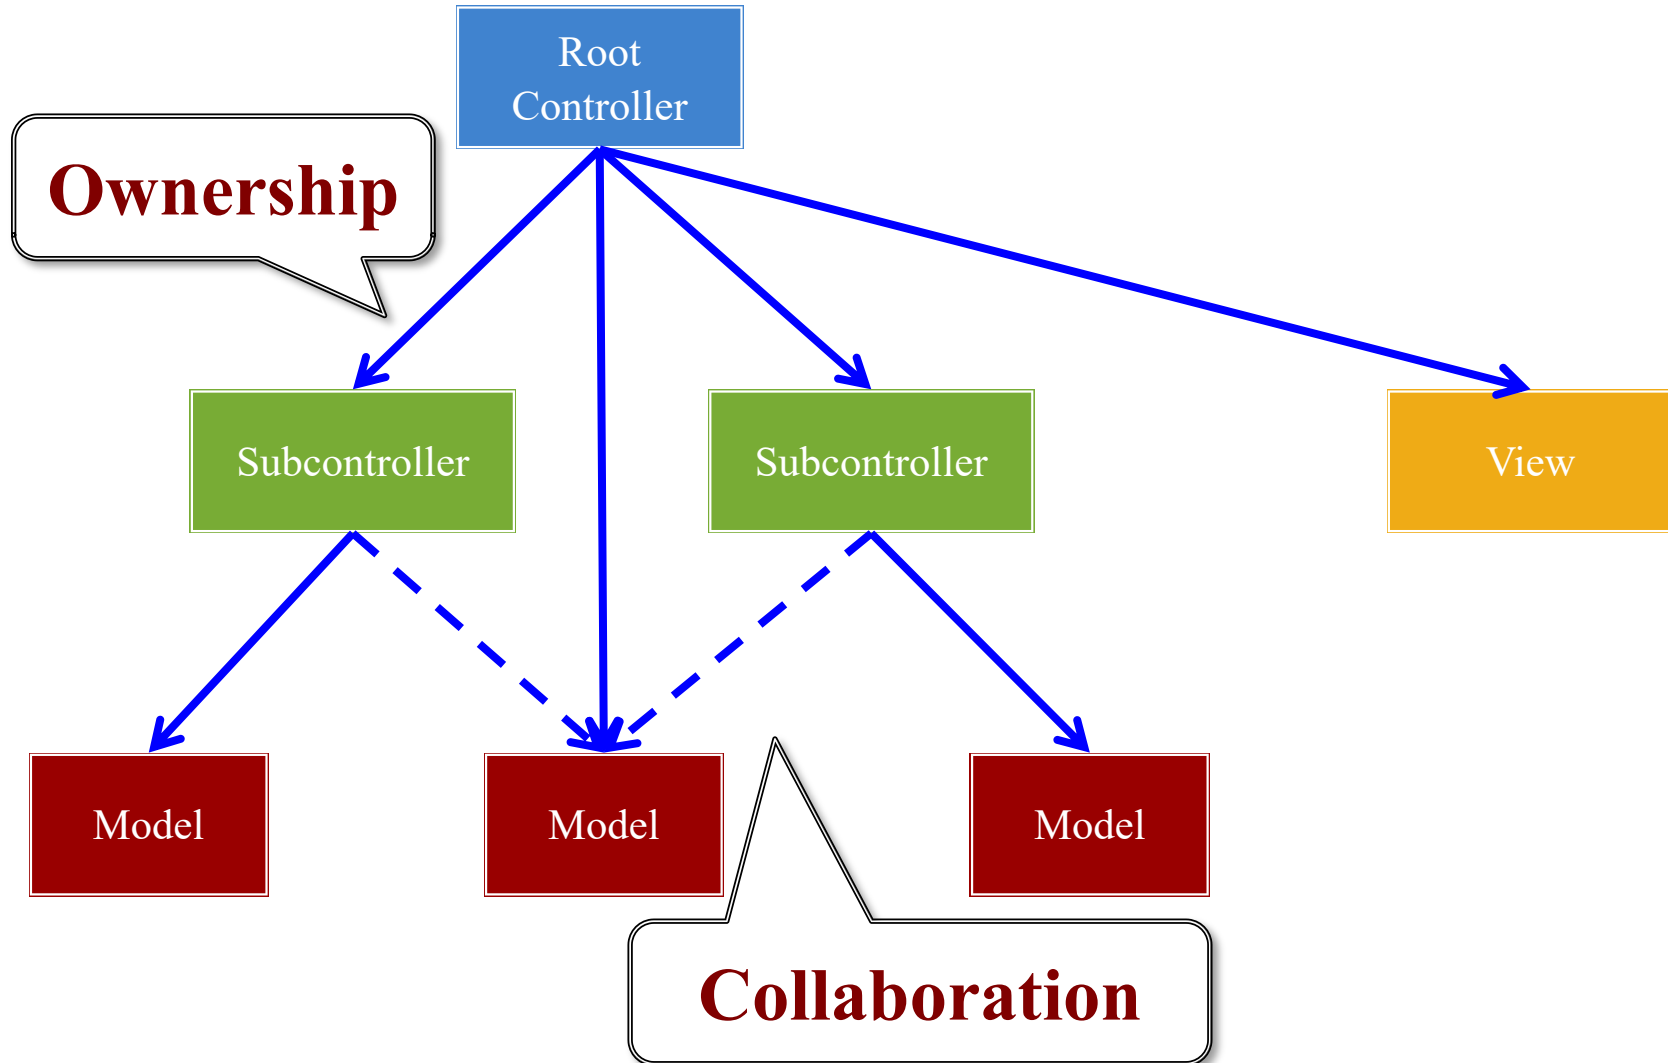 Root
Controller
Ownership
Subcontroller
Subcontroller
View
Model
Model
Model
Collaboration